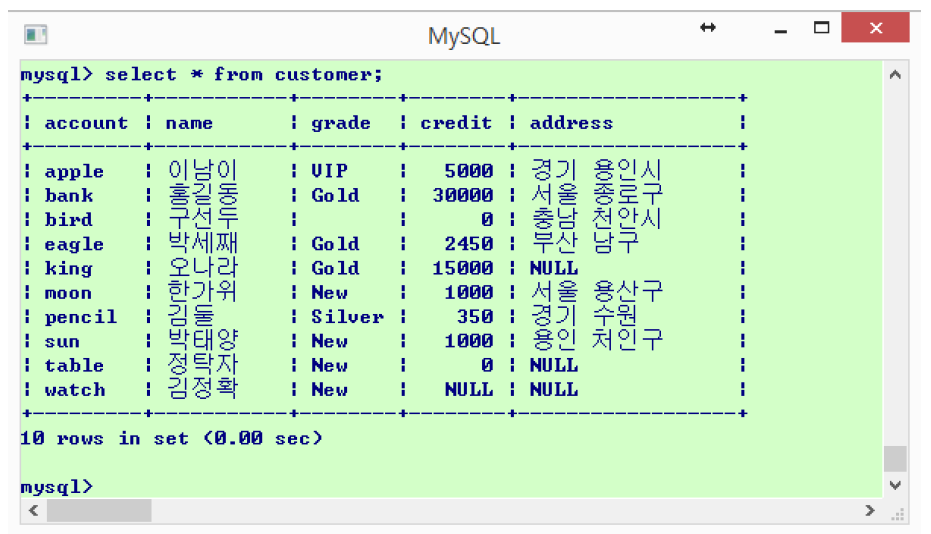 MySQL
mysql> select * from customer;
+---------+------------+--------+--------+-------------------+
| account | name | grade | credit | address |
+---------+------------+--------+--------+-------------------+
| apple | 이남이 | VIP | 5000 | 경기 용인시 |
| bank | 홍길동 | Gold | 30000 | 서울 종로구 |
| bird | 구선두 | | 0 | 충남 천안시 |
| eagle | 박세째 | Gold | 2450 | 부산 남구 |
| king | 오나라 | Gold | 15000 | NULL |
| moon | 한가위 | New | 1000 | 서울 용산구 |
| pencil | 김둘 | Silver | 350 | 경기 수원 |
| sun | 박태양 | New | 1000 | 용인 처인구 |
| table | 정탁자 | New | 0 | NULL |
| watch | 김정확 | New | NULL | NULL |
+---------+------------+--------+--------+-------------------+
10 rows in set (0.00 sec)
mysql>